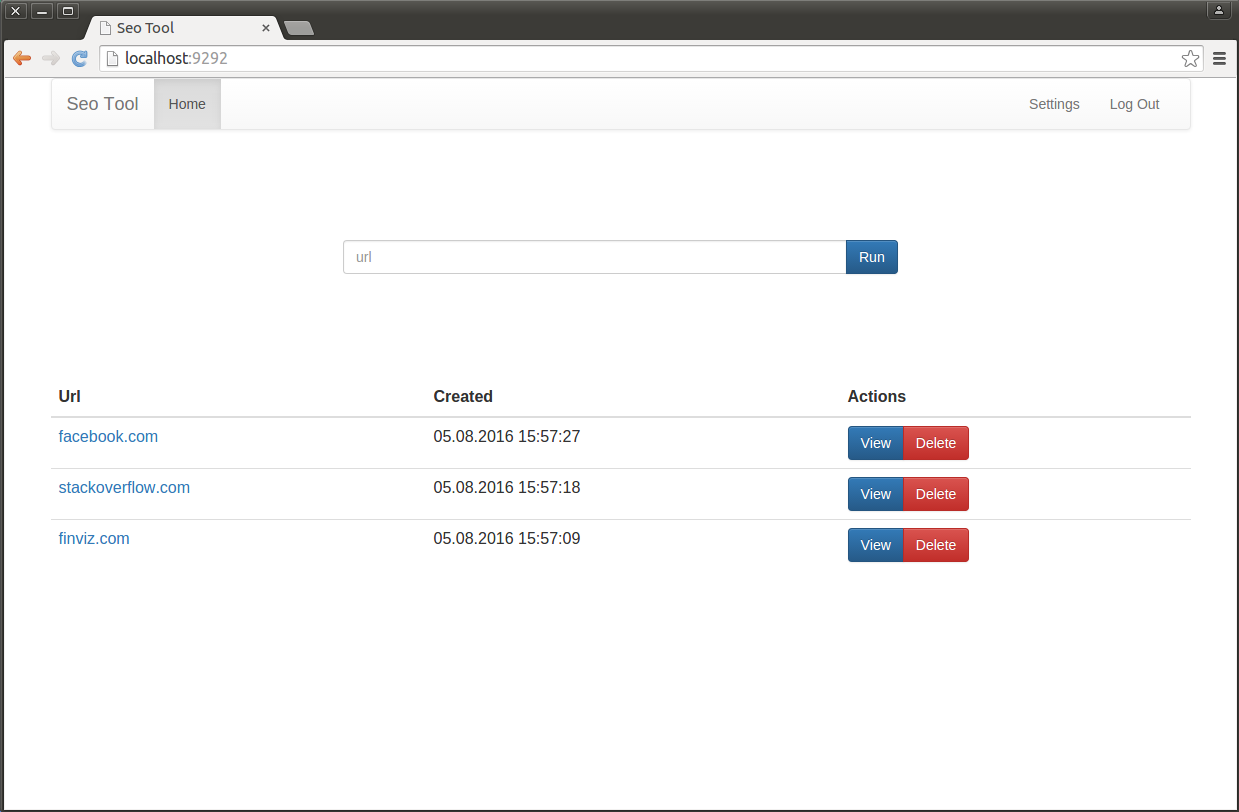 Seo Tool
localhost:9292
Seo Tool Home Settings Log Out
url Run
Url Created Actions
facebook.com 05.08.2016 15:57:27 View Delete
stackoverflow.com 05.08.2016 15:57:18 View Delete
finviz.com 05.08.2016 15:57:09 View Delete